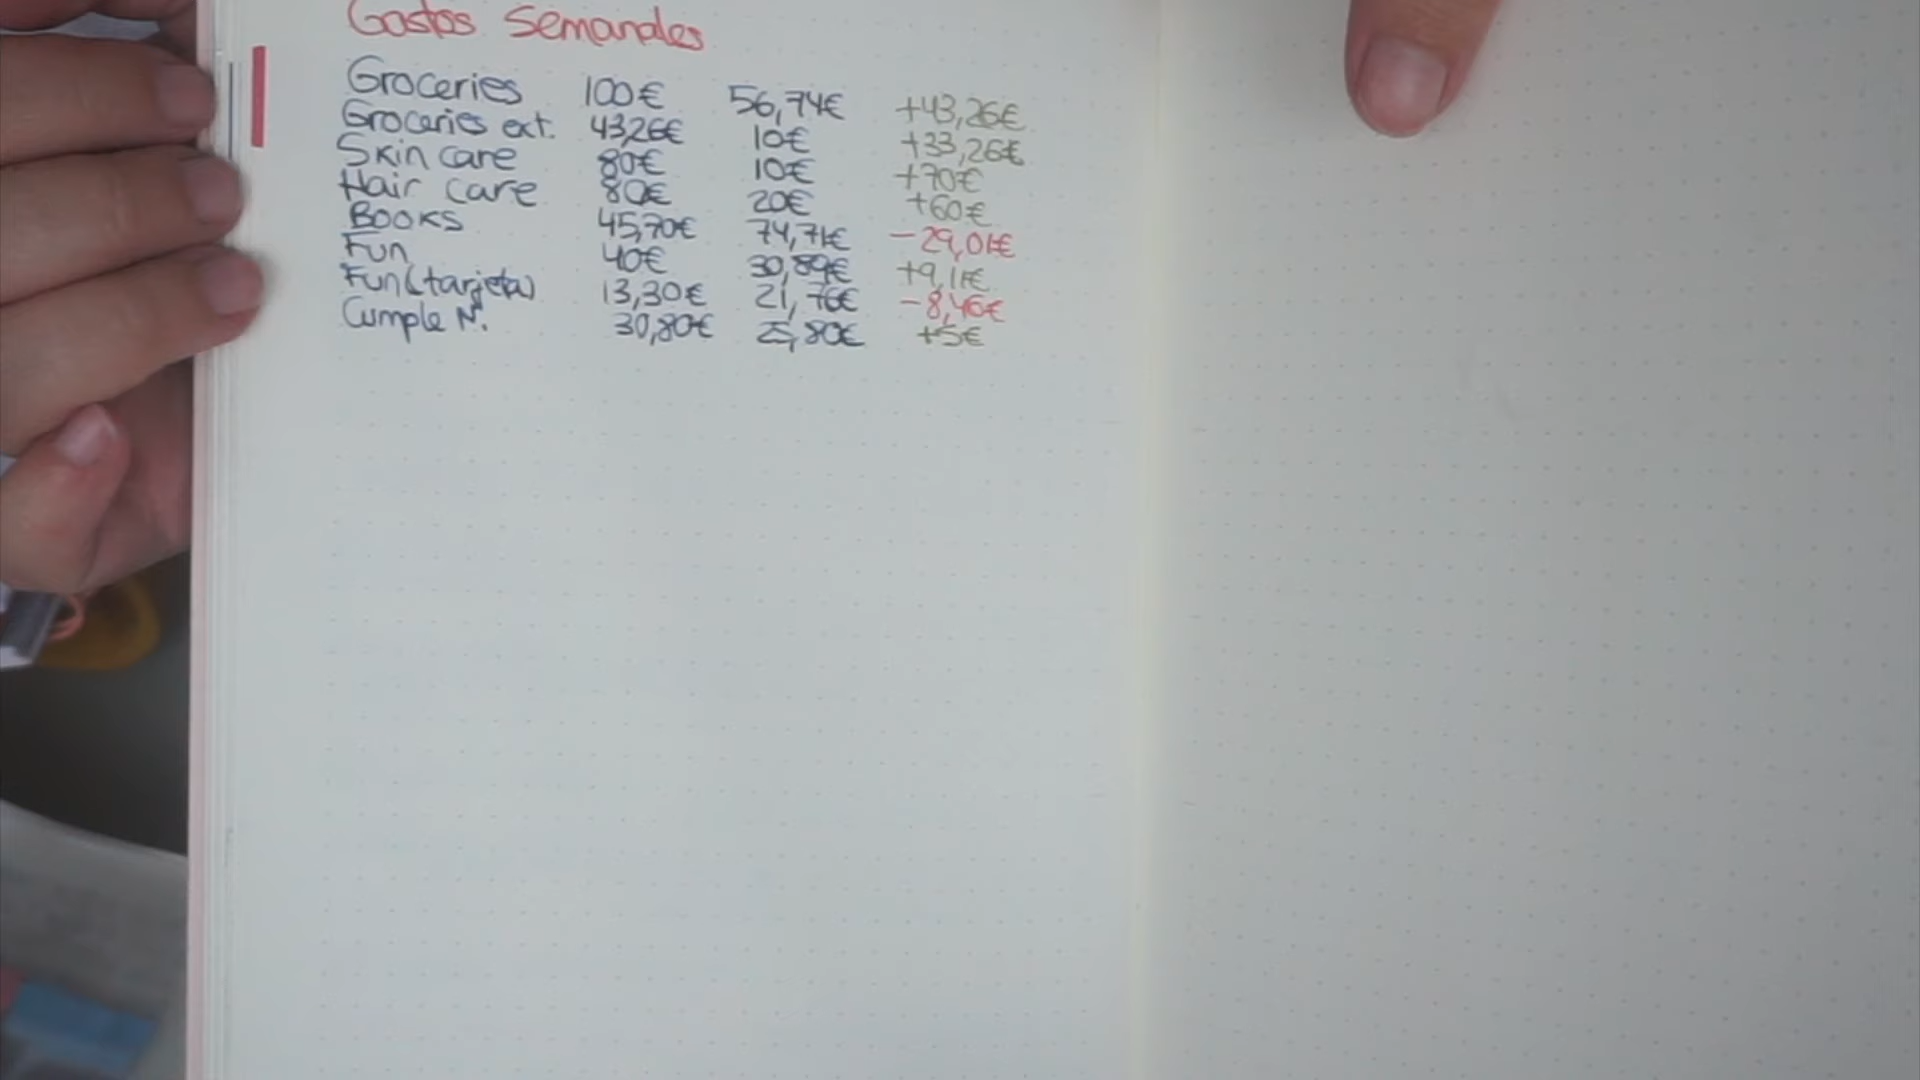 Gastos Semanales
Groceries 100€ 56,74€ +43,26€
Groceries ext. 43,26€ 10€ +33,26€
Skin care 80€ 10€ +70€
Hair care 80€ 20€ +60€
Books 45,70€ 74,71€ -29,01€
Fun 40€ 30,89€ +9,11€
Fun (tarjeta) 13,30€ 21,76€ -8,46€
Cumple N. 30,80€ 25,80€ +5€